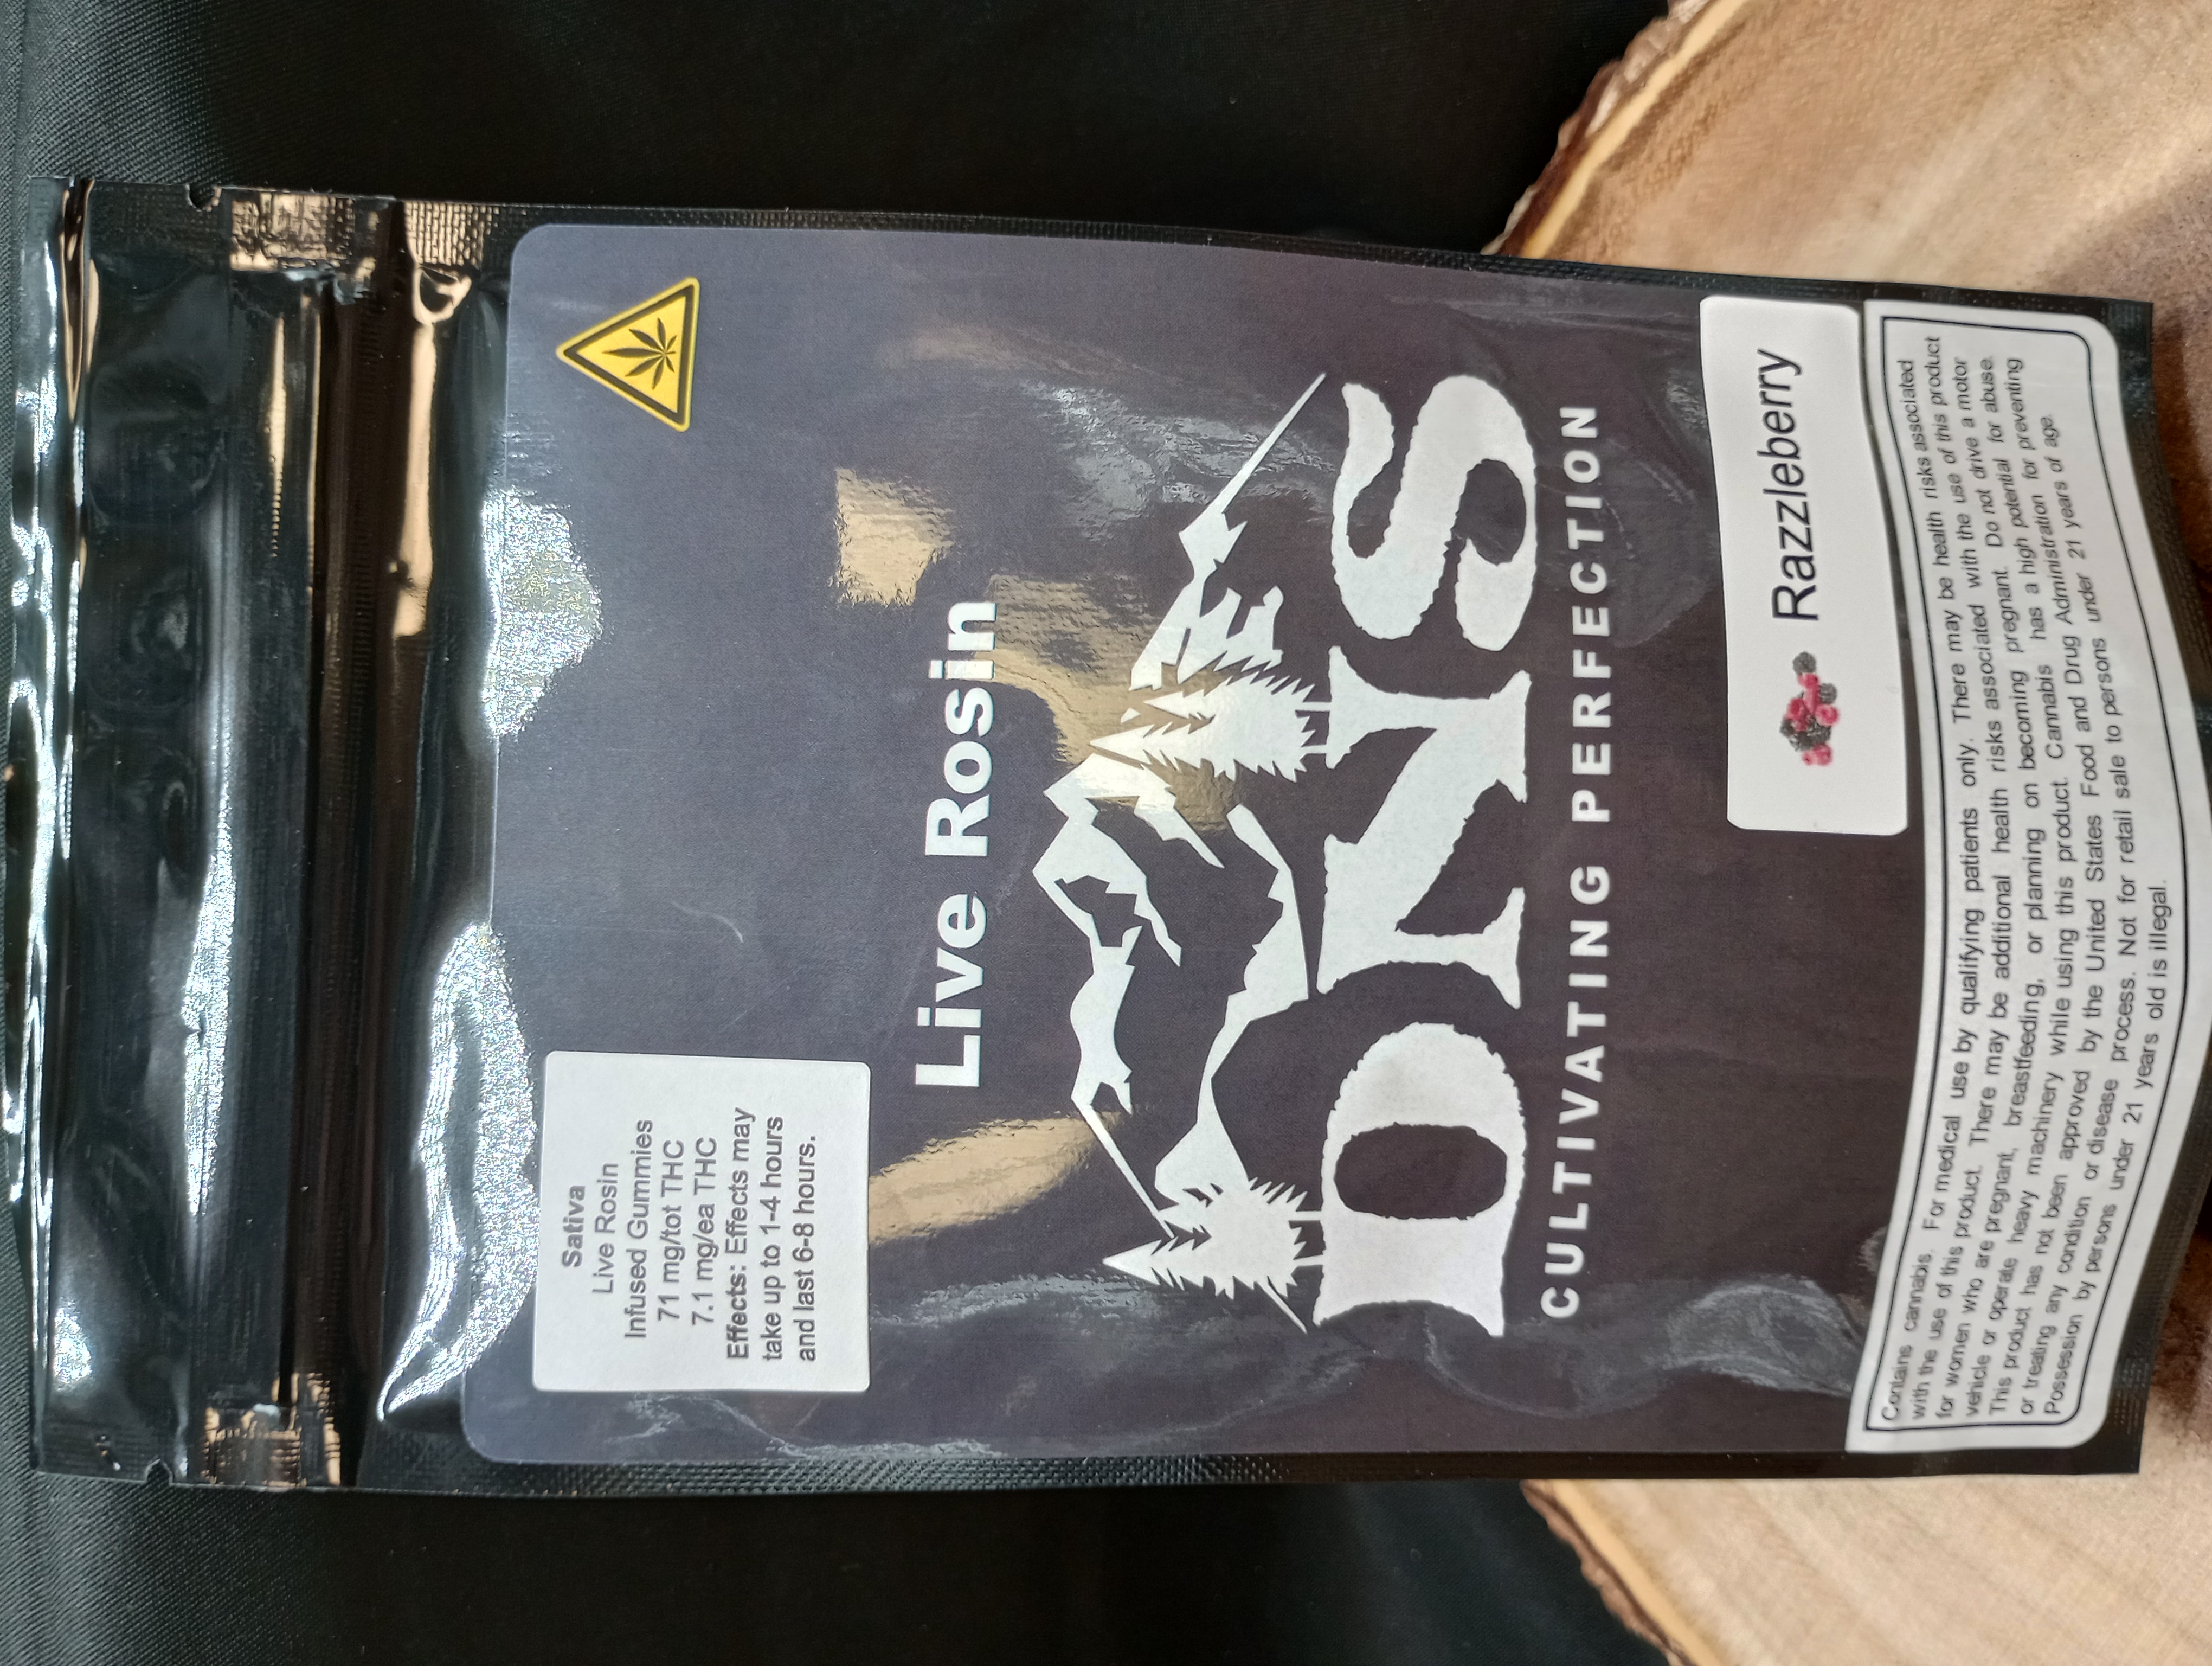 Sativa
Live Rosin
Infused Gummies
71 mg/tot THC
7.1 mg/ea THC
Effects: Effects may
take up to 1-4 hours
and last 6-8 hours.
Live Rosin
DNS
CULTIVATING PERFECTION
Razzleberry
Contains cannabis. For medical use by qualifying patients only. There may be health risks associated
with the use of this product. There may be additional health risks associated with the use of this product
for women who are pregnant, breastfeeding, or planning on becoming pregnant. Do not drive a motor
vehicle or operate heavy machinery while using this product. Cannabis has a high potential for abuse.
This product has not been approved by the United States Food and Drug Administration for preventing
or treating any condition or disease process. Not for retail sale to persons under 21 years of age.
Possession by persons under 21 years old is illegal.